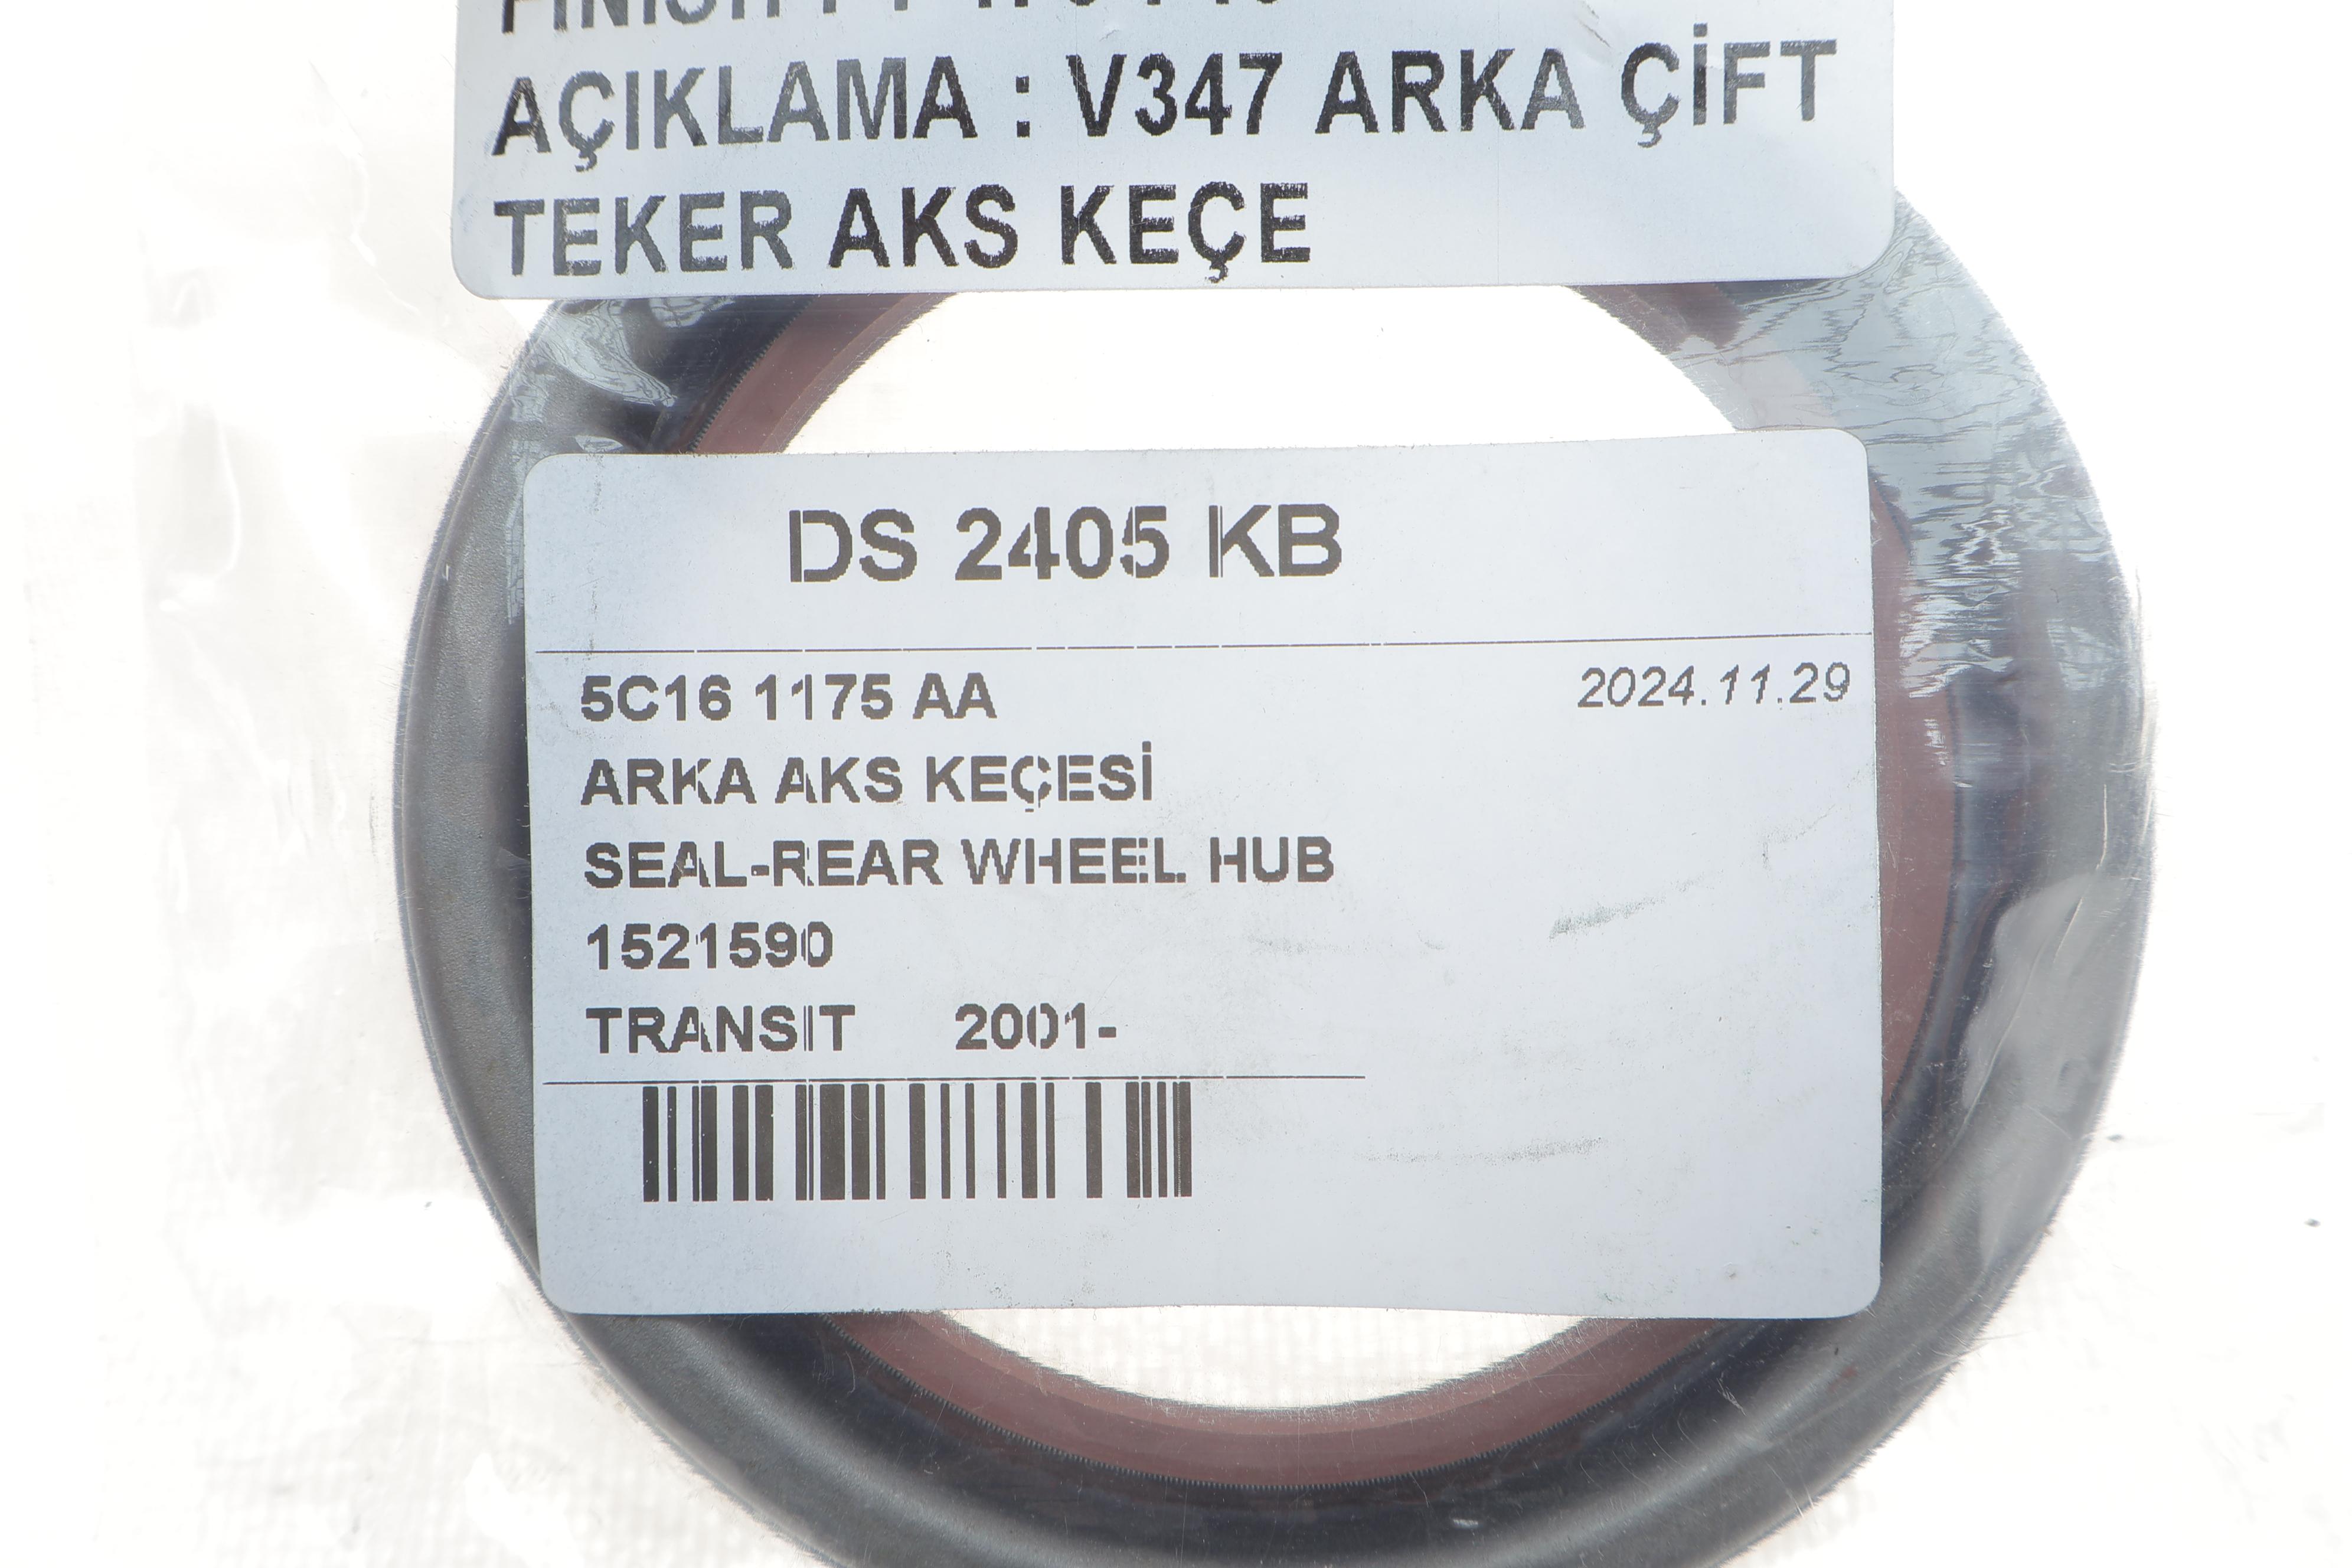 AÇIKLAMA : V347 ARKA ÇİFT
TEKER AKS KEÇE
DS 2405 KB
5C16 1175 AA
2024.11.29
ARKA AKS KEÇESİ
SEAL-REAR WHEEL HUB
1521590
TRANSIT 2001-